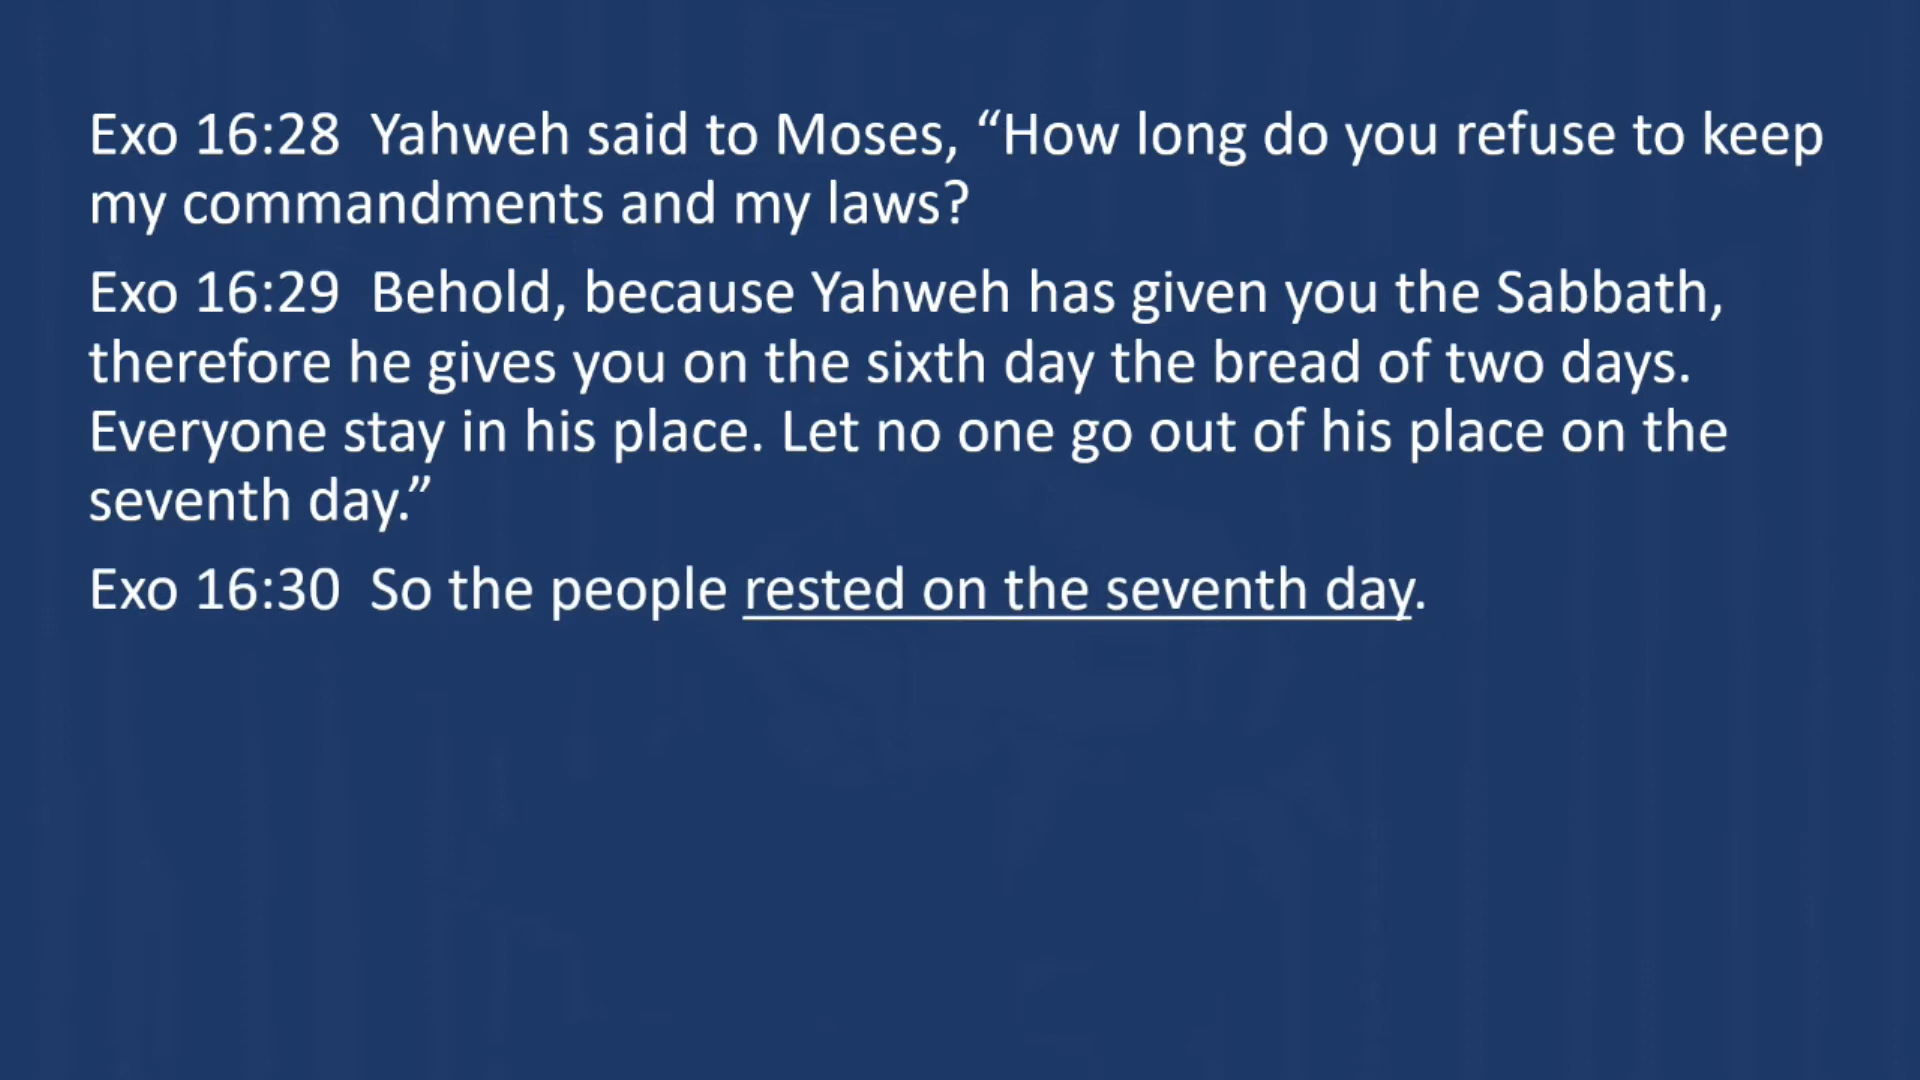 Exo 16:28  Yahweh said to Moses, “How long do you refuse to keep
my commandments and my laws?
Exo 16:29  Behold, because Yahweh has given you the Sabbath,
therefore he gives you on the sixth day the bread of two days.
Everyone stay in his place. Let no one go out of his place on the
seventh day.”
Exo 16:30  So the people rested on the seventh day.